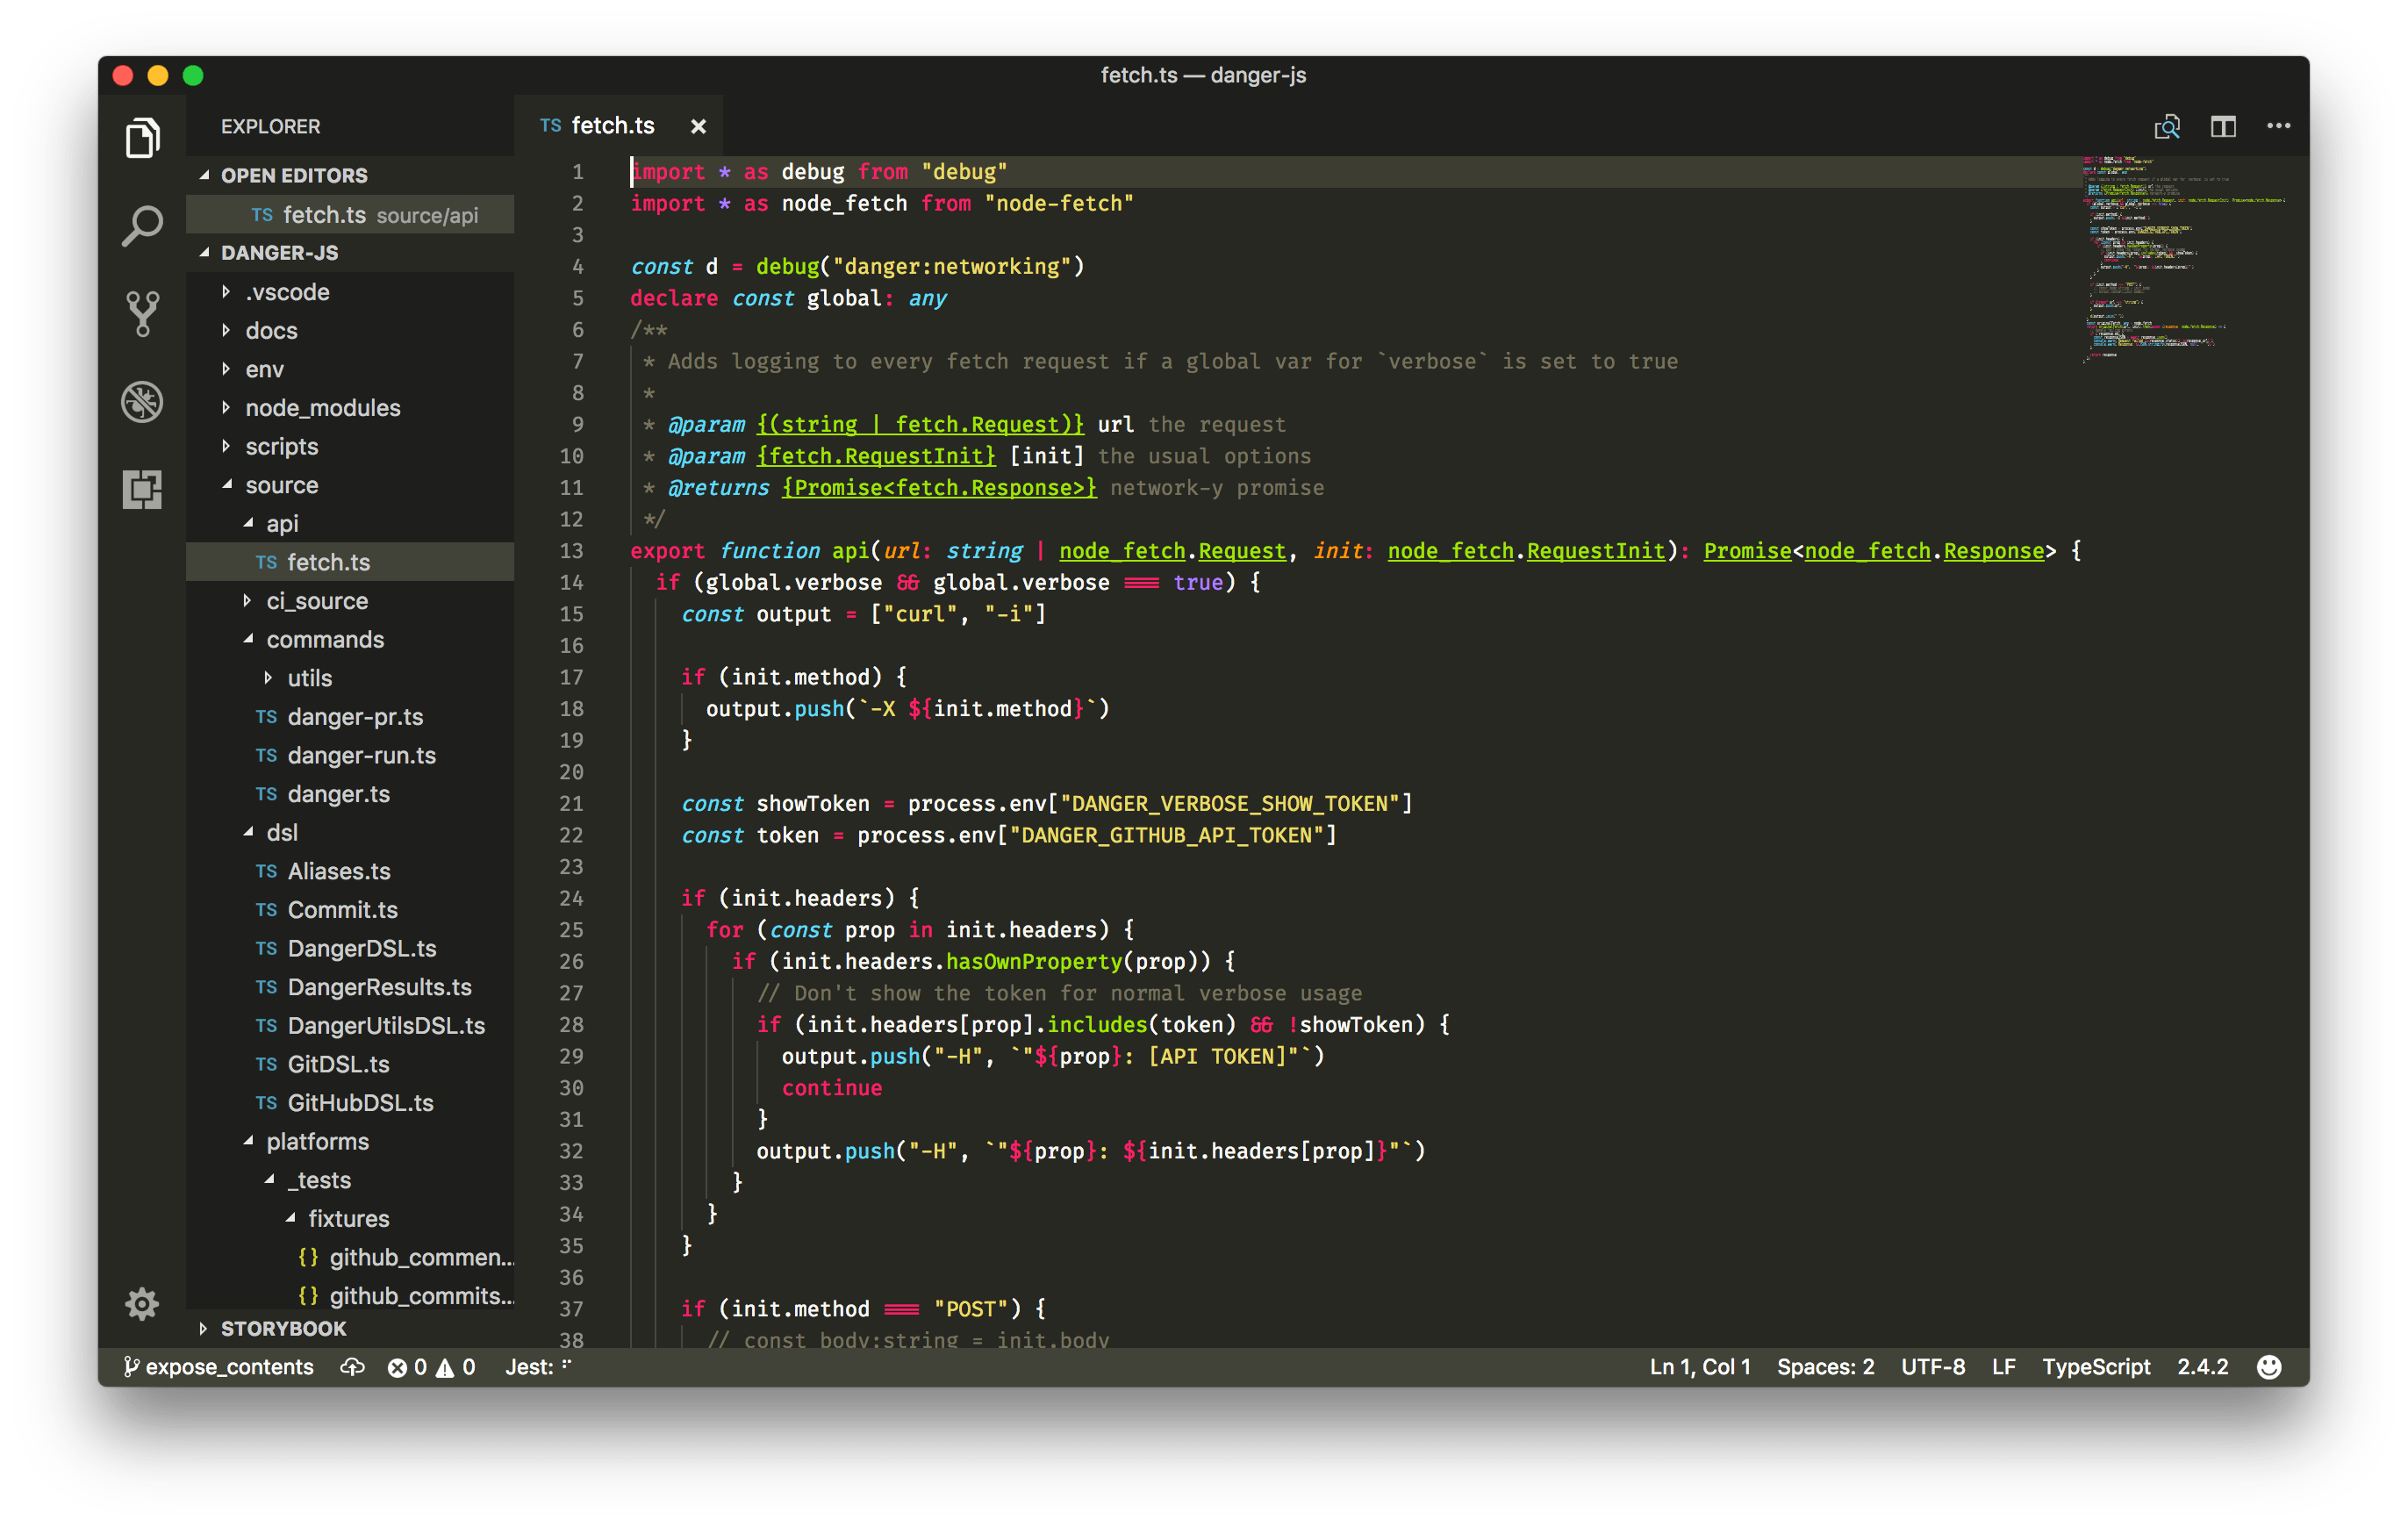 fetch.ts — danger-js
EXPLORER
OPEN EDITORS
TS fetch.ts source/api
DANGER-JS
.vscode
docs
env
node_modules
scripts
source
api
TS fetch.ts
ci_source
commands
utils
TS danger-pr.ts
TS danger-run.ts
TS danger.ts
dsl
TS Aliases.ts
TS Commit.ts
TS DangerDSL.ts
TS DangerResults.ts
TS DangerUtilsDSL.ts
TS GitDSL.ts
TS GitHubDSL.ts
platforms
_tests
fixtures
{} github_commen...
{} github_commits...
STORYBOOK
TS fetch.ts ×
1 import * as debug from "debug"
2 import * as node_fetch from "node-fetch"
3
4 const d = debug("danger:networking")
5 declare const global: any
6 /**
7 * Adds logging to every fetch request if a global var for `verbose` is set to true
8 *
9 * @param {(string | fetch.Request)} url the request
10 * @param {fetch.RequestInit} [init] the usual options
11 * @returns {Promise<fetch.Response>} network-y promise
12 */
13 export function api(url: string | node_fetch.Request, init: node_fetch.RequestInit): Promise<node_fetch.Response> {
14 if (global.verbose && global.verbose === true) {
15 const output = ["curl", "-i"]
16
17 if (init.method) {
18 output.push(`-X ${init.method}`)
19 }
20
21 const showToken = process.env["DANGER_VERBOSE_SHOW_TOKEN"]
22 const token = process.env["DANGER_GITHUB_API_TOKEN"]
23
24 if (init.headers) {
25 for (const prop in init.headers) {
26 if (init.headers.hasOwnProperty(prop)) {
27 // Don't show the token for normal verbose usage
28 if (init.headers[prop].includes(token) && !showToken) {
29 output.push("-H", `"${prop}: [API TOKEN]"`)
30 continue
31 }
32 output.push("-H", `"${prop}: ${init.headers[prop]}"`)
33 }
34 }
35 }
36
37 if (init.method === "POST") {
38 // const body:string = init.body
expose_contents 0 0 Jest: Ln 1, Col 1 Spaces: 2 UTF-8 LF TypeScript 2.4.2